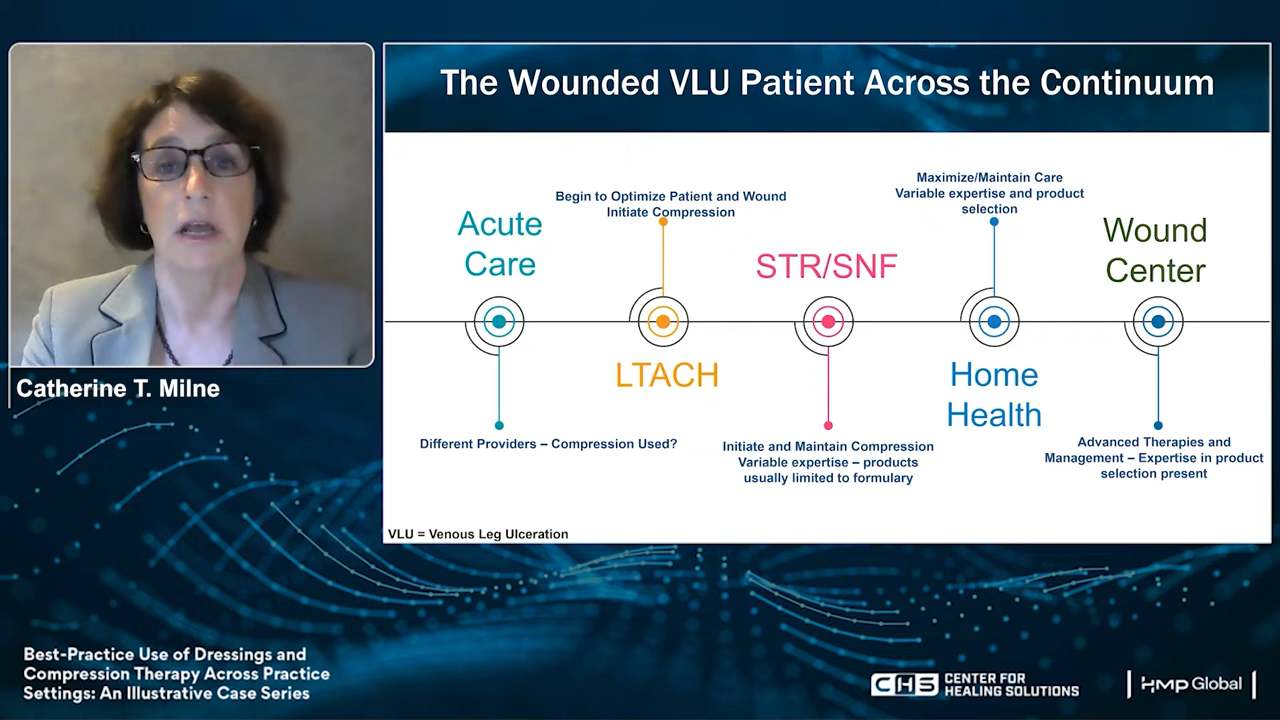 The Wounded VLU Patient Across the Continuum
Catherine T. Milne
Acute
Care
Different Providers – Compression Used?
Begin to Optimize Patient and Wound
Initiate Compression
LTACH
STR/SNF
Initiate and Maintain Compression
Variable expertise – products
usually limited to formulary
Maximize/Maintain Care
Variable expertise and product
selection
Home
Health
Wound
Center
Advanced Therapies and
Management – Expertise in product
selection present
VLU = Venous Leg Ulceration
Best-Practice Use of Dressings and
Compression Therapy Across Practice
Settings: An Illustrative Case Series
CHS
CENTER FOR
HEALING SOLUTIONS
HMP Global